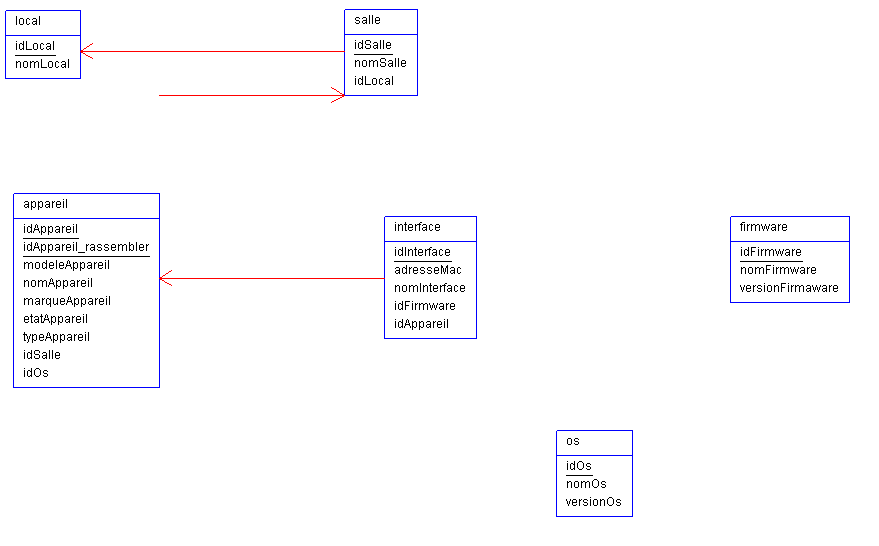 local
idLocal
nomLocal
salle
idSalle
nomSalle
idLocal
appareil
idAppareil
idAppareil_rassembler
modeleAppareil
nomAppareil
marqueAppareil
etatAppareil
typeAppareil
idSalle
idOs
interface
idInterface
adresseMac
nomInterface
idFirmware
idAppareil
firmware
idFirmware
nomFirmware
versionFirmaware
os
idOs
nomOs
versionOs